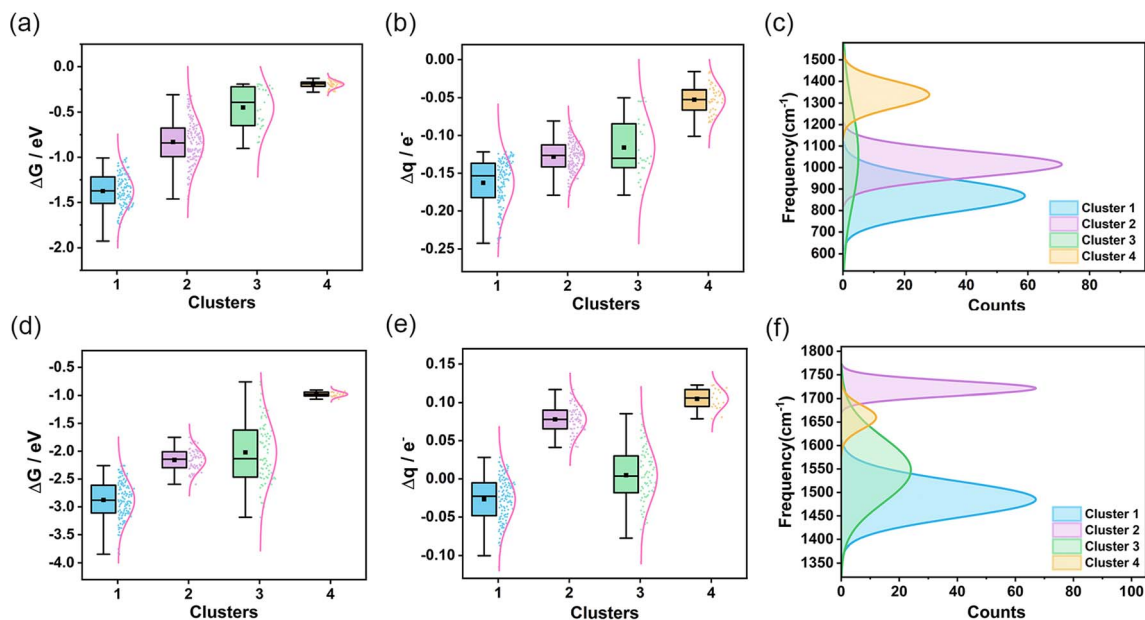 (a)
0.0
-0.5
-1.0
-1.5
-2.0
ΔG / eV
1 2 3 4
Clusters
(b)
0.00
-0.05
-0.10
-0.15
-0.20
-0.25
Δq / e⁻
1 2 3 4
Clusters
(c)
1500
1400
1300
1200
1100
1000
900
800
700
600
Frequency(cm⁻¹)
Cluster 1
Cluster 2
Cluster 3
Cluster 4
0 20 40 60 80
Counts
(d)
-0.5
-1.0
-1.5
-2.0
-2.5
-3.0
-3.5
-4.0
ΔG / eV
1 2 3 4
Clusters
(e)
0.15
0.10
0.05
0.00
-0.05
-0.10
Δq / e⁻
1 2 3 4
Clusters
(f)
1800
1750
1700
1650
1600
1550
1500
1450
1400
1350
Frequency(cm⁻¹)
Cluster 1
Cluster 2
Cluster 3
Cluster 4
0 20 40 60 80 100
Counts